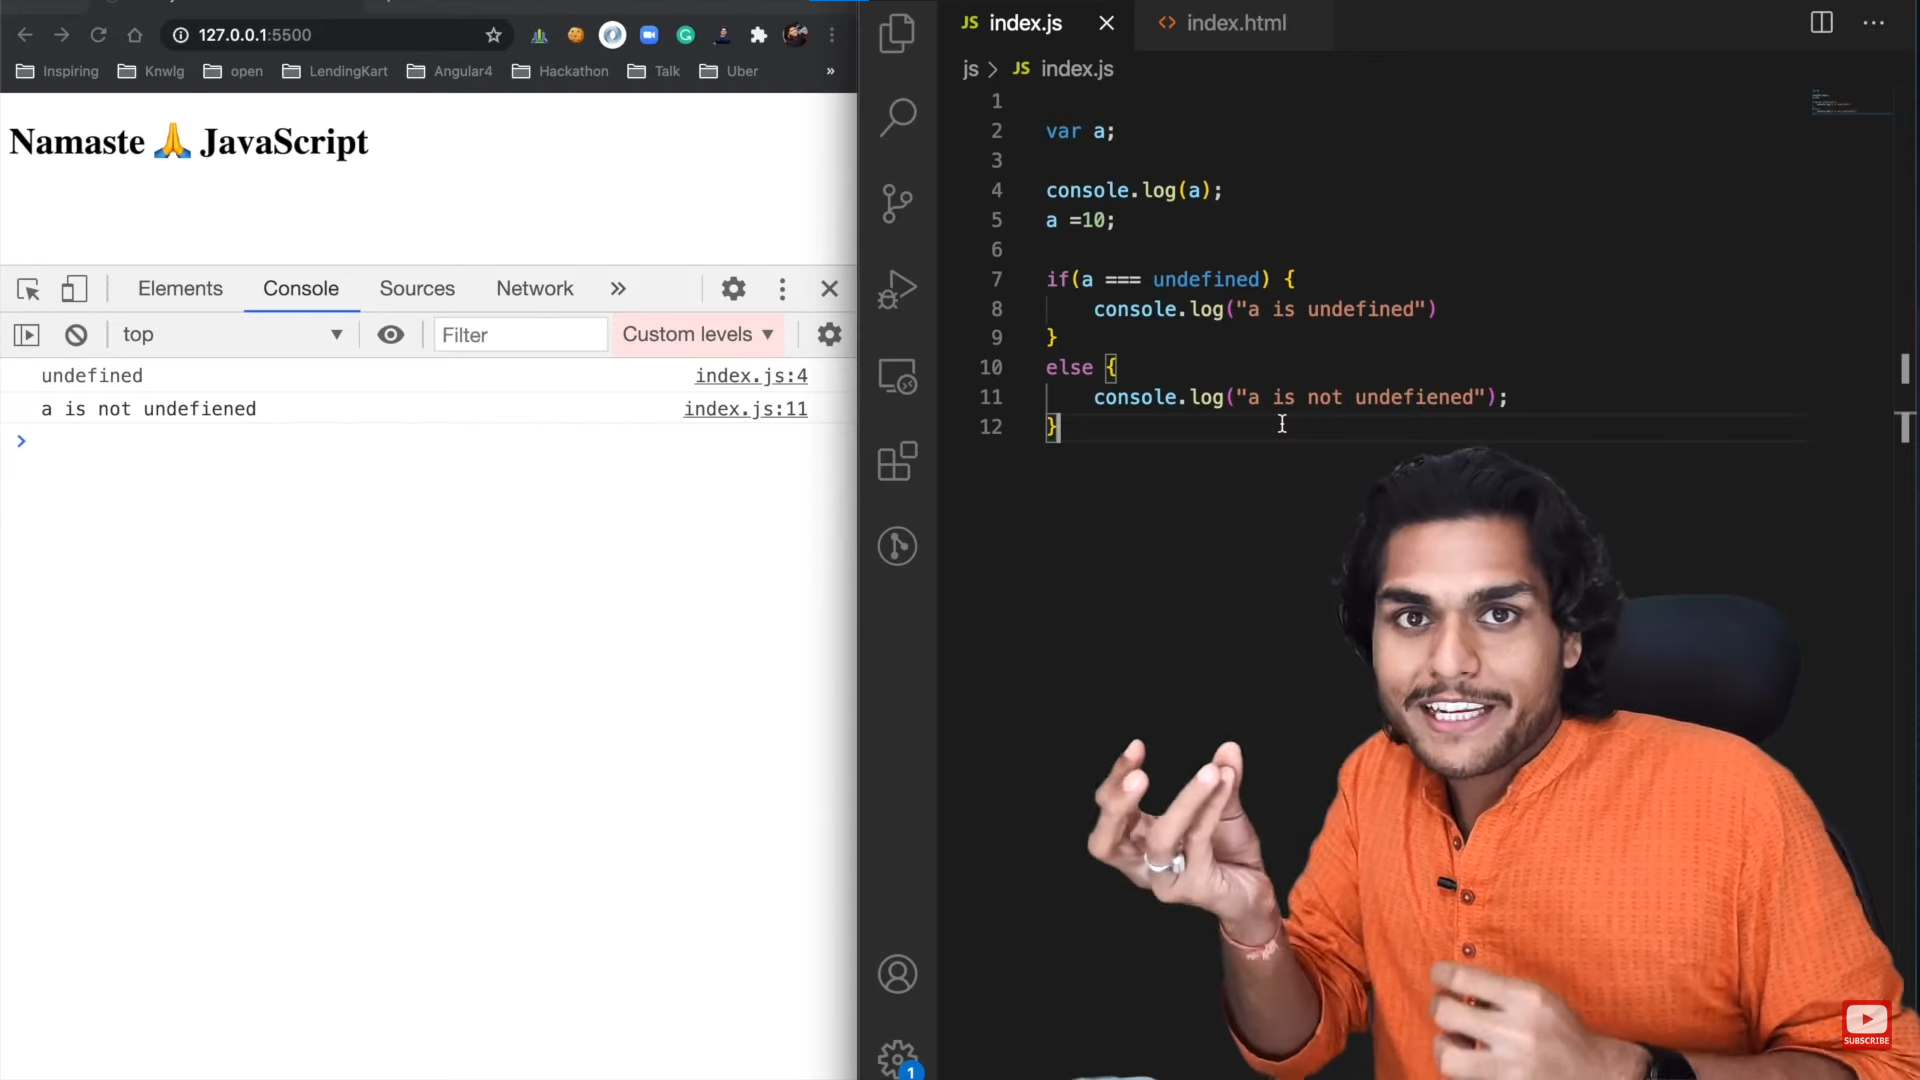 127.0.0.1:5500
Inspiring Knwlg open LendingKart Angular4 Hackathon Talk Uber »
Namaste 🙏 JavaScript
Elements Console Sources Network »
top Filter Custom levels
undefined index.js:4
a is not undefiened index.js:11
>
JS index.js <> index.html
js > JS index.js
1
2 var a;
3
4 console.log(a);
5 a =10;
6
7 if(a === undefined) {
8 console.log("a is undefined")
9 }
10 else {
11 console.log("a is not undefiened");
12 }
1
SUBSCRIBE